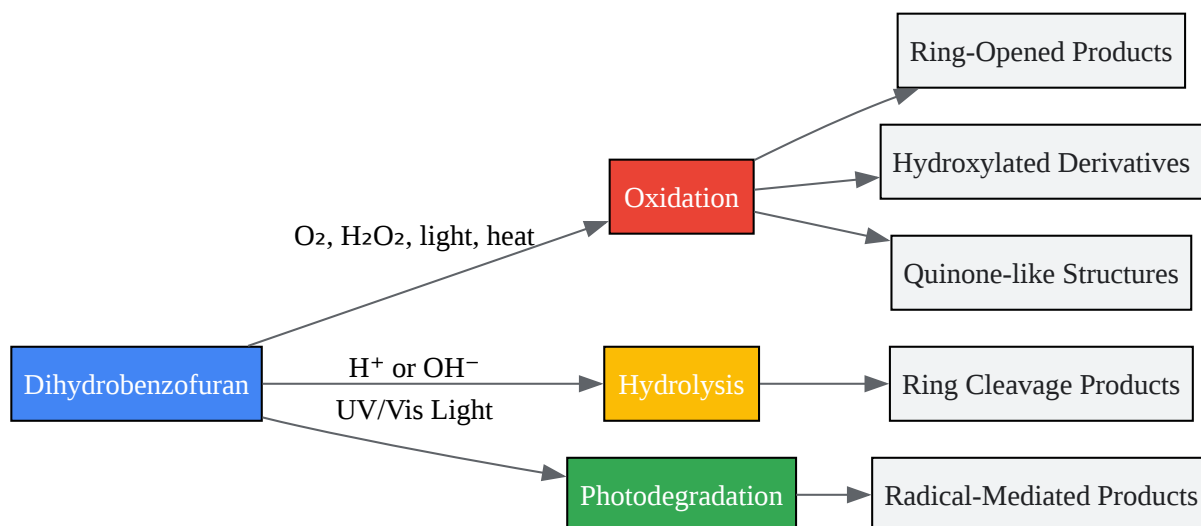 Ring-Opened Products
Hydroxylated Derivatives
Oxidation
O₂, H₂O₂, light, heat
Quinone-like Structures
Dihydrobenzofuran
H⁺ or OH⁻
Hydrolysis
Ring Cleavage Products
UV/Vis Light
Photodegradation
Radical-Mediated Products